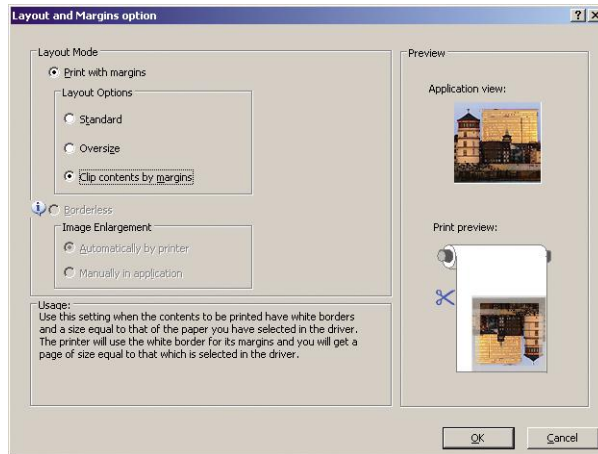 Layout and Margins option
Layout Mode
Print with margins
Layout Options
Standard
Oversize
Clip contents by margins
Borderless
Image Enlargement
Automatically by printer
Manually in application
Usage:
Use this setting when the contents to be printed have white borders
and a size equal to that of the paper you have selected in the driver.
The printer will use the white border for its margins and you will get a
page of size equal to that which is selected in the driver.
Preview
Application view:
Print preview:
OK
Cancel